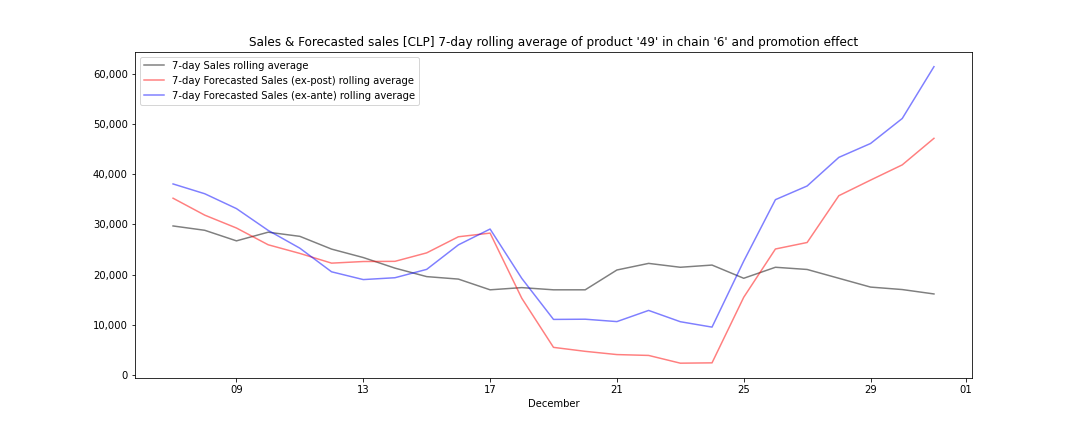 Sales & Forecasted sales [CLP] 7-day rolling average of product '49' in chain '6' and promotion effect
7-day Sales rolling average
7-day Forecasted Sales (ex-post) rolling average
7-day Forecasted Sales (ex-ante) rolling average
60,000
50,000
40,000
30,000
20,000
10,000
0
09 13 17 21 25 29 01
December